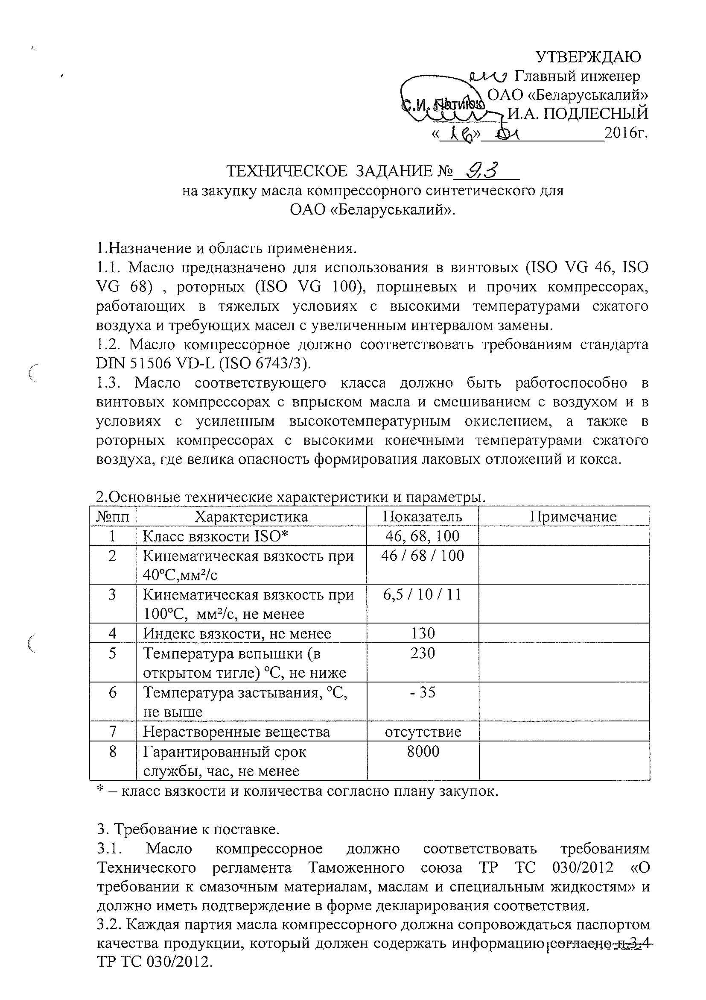 УТВЕРЖДАЮ
Главный инженер
ОАО «Беларуськалий»
С.И.
И.А. ПОДЛЕСНЫЙ
«16» 01 2016г.
ТЕХНИЧЕСКОЕ ЗАДАНИЕ № 9,3
на закупку масла компрессорного синтетического для
ОАО «Беларуськалий».
1.Назначение и область применения.
1.1. Масло предназначено для использования в винтовых (ISO VG 46, ISO
VG 68) , роторных (ISO VG 100), поршневых и прочих компрессорах,
работающих в тяжелых условиях с высокими температурами сжатого
воздуха и требующих масел с увеличенным интервалом замены.
1.2. Масло компрессорное должно соответствовать требованиям стандарта
DIN 51506 VD-L (ISO 6743/3).
1.3. Масло соответствующего класса должно быть работоспособно в
винтовых компрессорах с впрыском масла и смешиванием с воздухом и в
условиях с усиленным высокотемпературным окислением, а также в
роторных компрессорах с высокими конечными температурами сжатого
воздуха, где велика опасность формирования лаковых отложений и кокса.
2.Основные технические характеристики и параметры.
№пп Характеристика Показатель Примечание
1 Класс вязкости ISO* 46, 68, 100
2 Кинематическая вязкость при 46 / 68 / 100
40°С,мм²/с
3 Кинематическая вязкость при 6,5 / 10 / 11
100°С, мм²/с, не менее
4 Индекс вязкости, не менее 130
5 Температура вспышки (в 230
открытом тигле) °С, не ниже
6 Температура застывания, °С, - 35
не выше
7 Нерастворенные вещества отсутствие
8 Гарантированный срок 8000
службы, час, не менее
* – класс вязкости и количества согласно плану закупок.
3. Требование к поставке.
3.1. Масло компрессорное должно соответствовать требованиям
Технического регламента Таможенного союза ТР ТС 030/2012 «О
требовании к смазочным материалам, маслам и специальным жидкостям» и
должно иметь подтверждение в форме декларирования соответствия.
3.2. Каждая партия масла компрессорного должна сопровождаться паспортом
качества продукции, который должен содержать информацию согласно п.3.4
ТР ТС 030/2012.